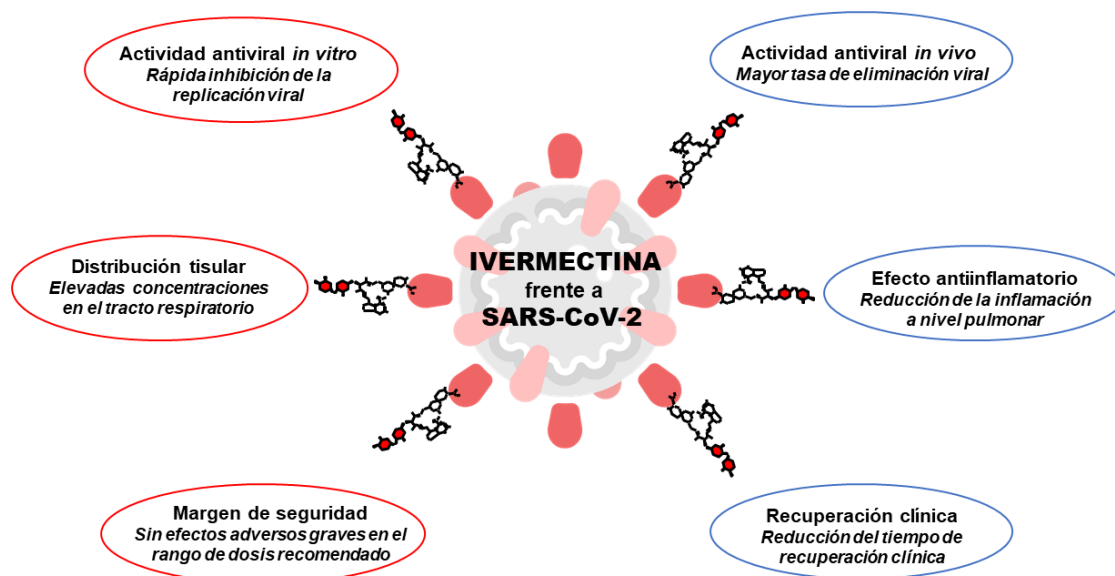 Actividad antiviral in vitro
Rápida inhibición de la
replicación viral
Actividad antiviral in vivo
Mayor tasa de eliminación viral
Distribución tisular
Elevadas concentraciones
en el tracto respiratorio
IVERMECTINA
frente a
SARS-CoV-2
Efecto antiinflamatorio
Reducción de la inflamación
a nivel pulmonar
Margen de seguridad
Sin efectos adversos graves en el
rango de dosis recomendado
Recuperación clínica
Reducción del tiempo de
recuperación clínica